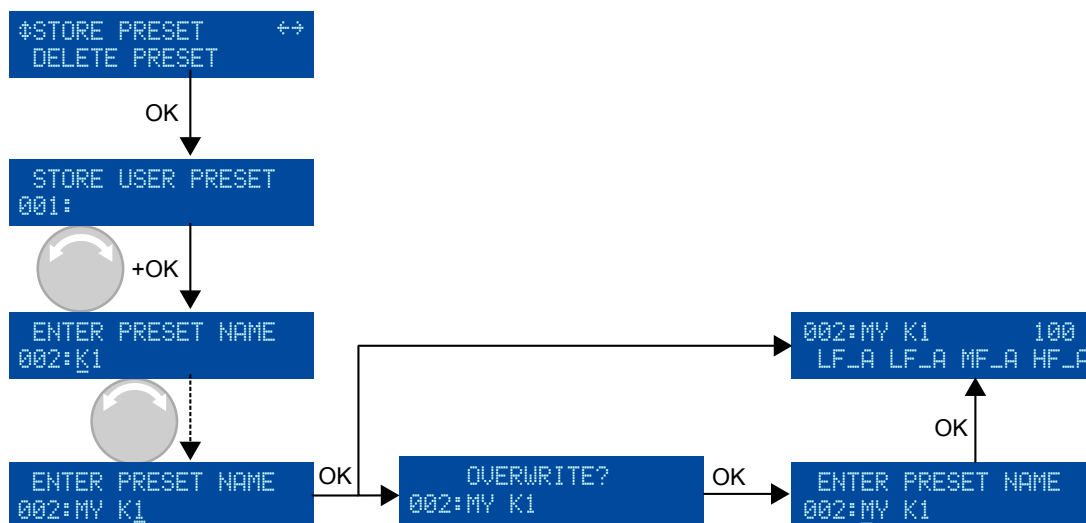 STORE PRESET
DELETE PRESET
OK
STORE USER PRESET
001:
+OK
ENTER PRESET NAME
002:K1
ENTER PRESET NAME
002:MY K1
OK
OVERWRITE?
002:MY K1
OK
ENTER PRESET NAME
002:MY K1
OK
002:MY K1 100
LF_A LF_A MF_A HF_A